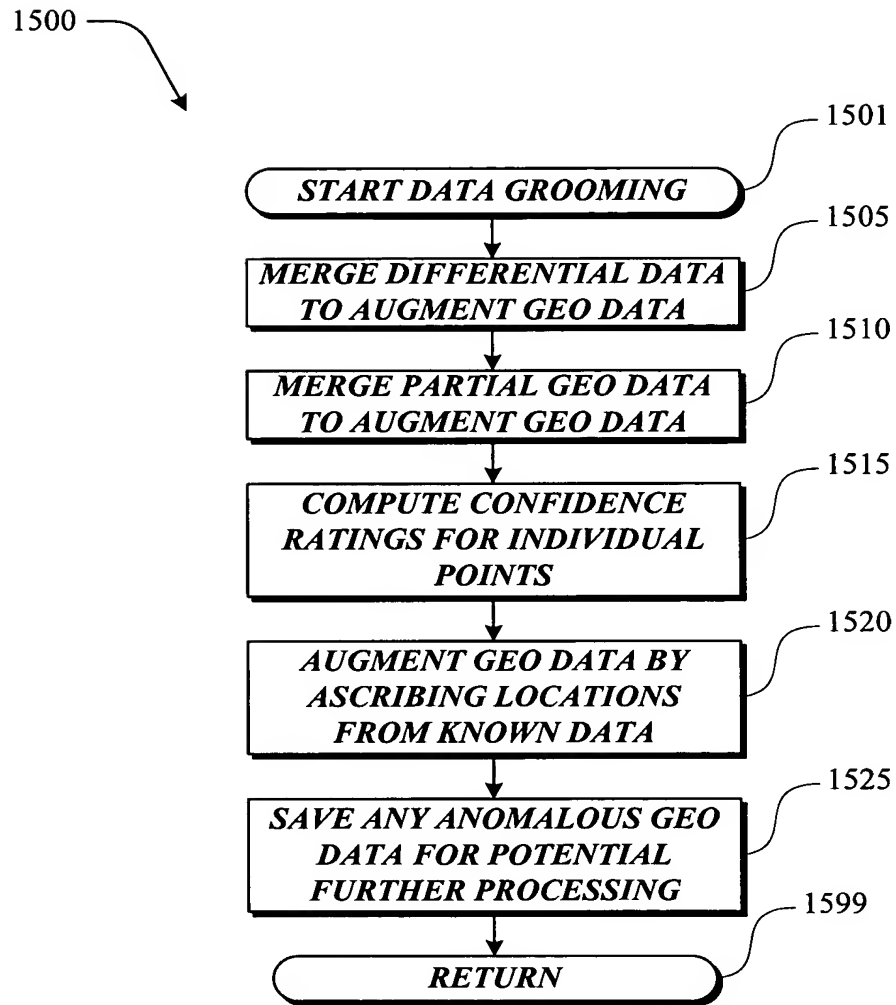 1500
1501
START DATA GROOMING
1505
MERGE DIFFERENTIAL DATA
TO AUGMENT GEO DATA
1510
MERGE PARTIAL GEO DATA
TO AUGMENT GEO DATA
1515
COMPUTE CONFIDENCE
RATINGS FOR INDIVIDUAL
POINTS
1520
AUGMENT GEO DATA BY
ASCRIBING LOCATIONS
FROM KNOWN DATA
1525
SAVE ANY ANOMALOUS GEO
DATA FOR POTENTIAL
FURTHER PROCESSING
1599
RETURN